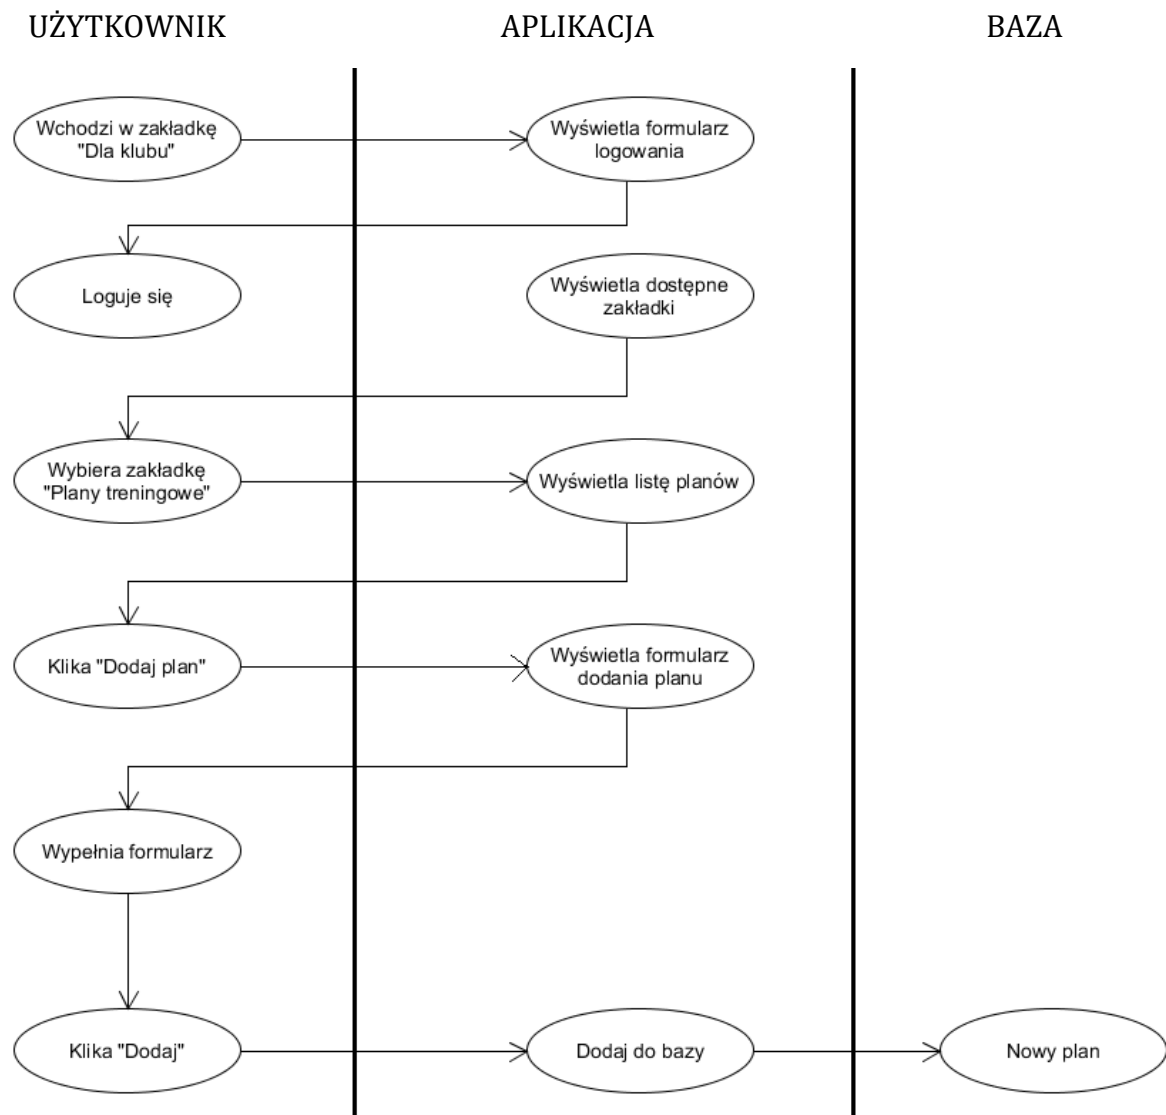 UŻYTKOWNIK
APLIKACJA
BAZA
Wchodzi w zakładkę
"Dla klubu"
Wyświetla formularz
logowania
Loguje się
Wyświetla dostępne
zakładki
Wybiera zakładkę
"Plany treningowe"
Wyświetla listę planów
Klika "Dodaj plan"
Wyświetla formularz
dodania planu
Wypełnia formularz
Klika "Dodaj"
Dodaj do bazy
Nowy plan